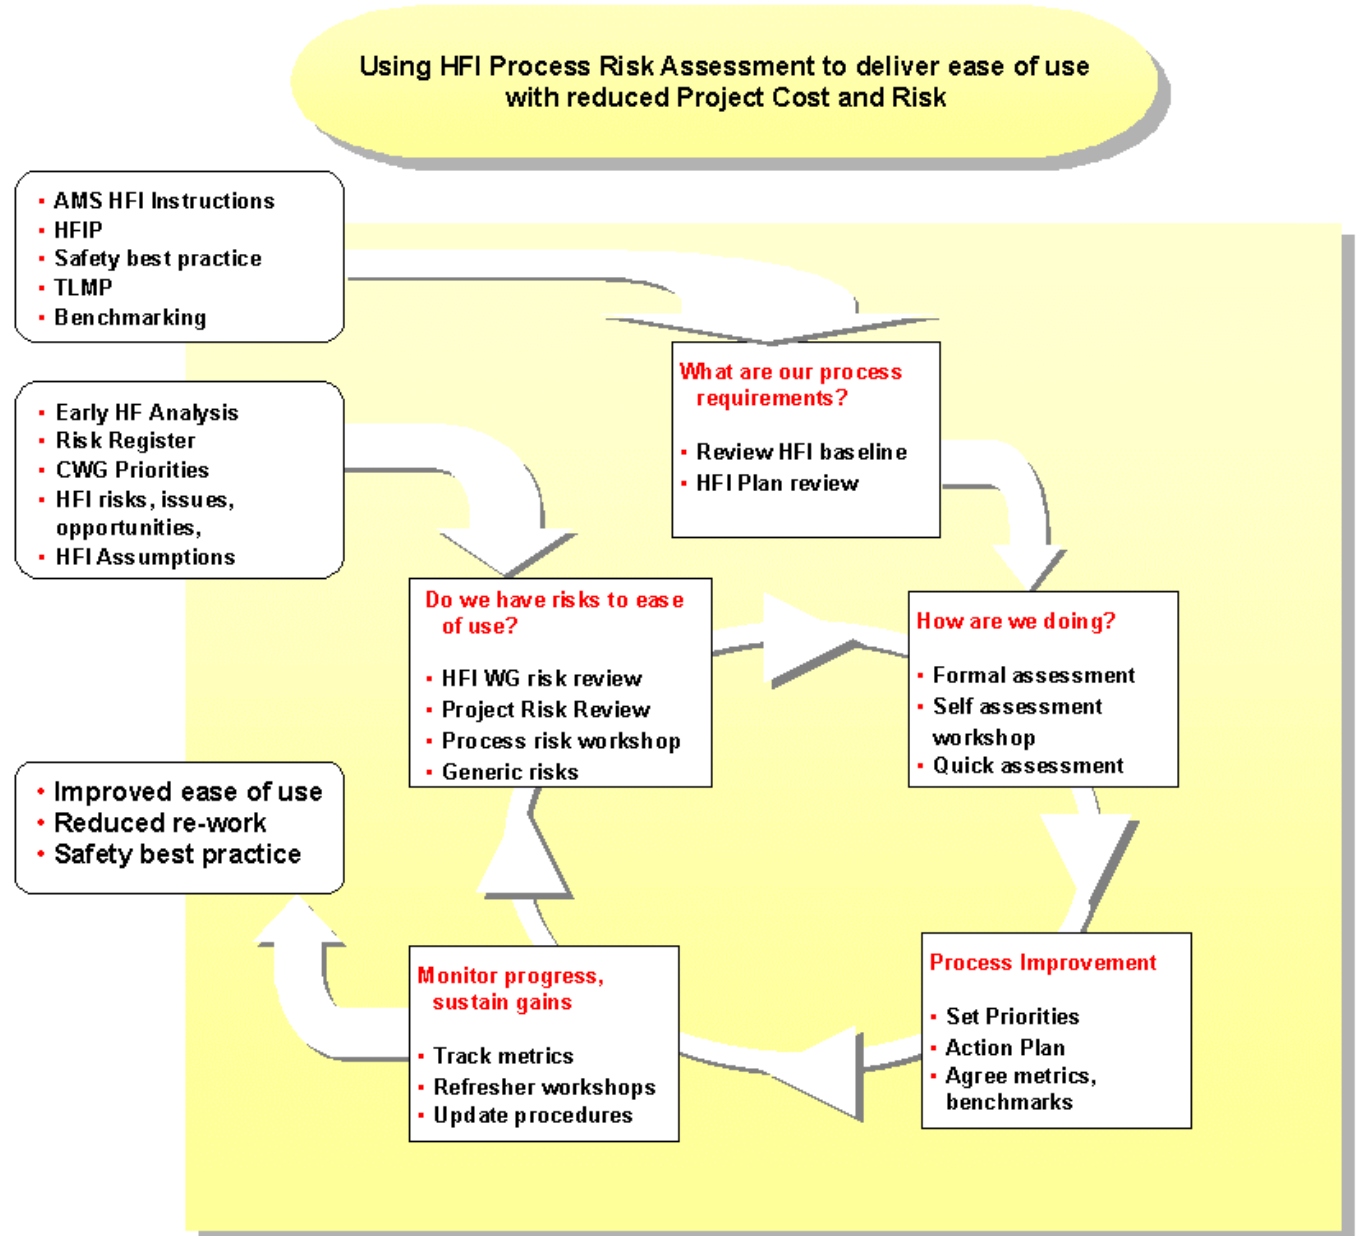 Using HFI Process Risk Assessment to deliver ease of use
with reduced Project Cost and Risk
• AMS HFI Instructions
• HFIP
• Safety best practice
• TLMP
• Benchmarking
What are our process
requirements?
• Review HFI baseline
• HFI Plan review
• Early HF Analysis
• Risk Register
• CWG Priorities
• HFI risks, issues,
opportunities,
• HFI Assumptions
Do we have risks to ease
of use?
• HFI WG risk review
• Project Risk Review
• Process risk workshop
• Generic risks
How are we doing?
• Formal assessment
• Self assessment
workshop
• Quick assessment
• Improved ease of use
• Reduced re-work
• Safety best practice
Monitor progress,
sustain gains
• Track metrics
• Refresher workshops
• Update procedures
Process Improvement
• Set Priorities
• Action Plan
• Agree metrics,
benchmarks